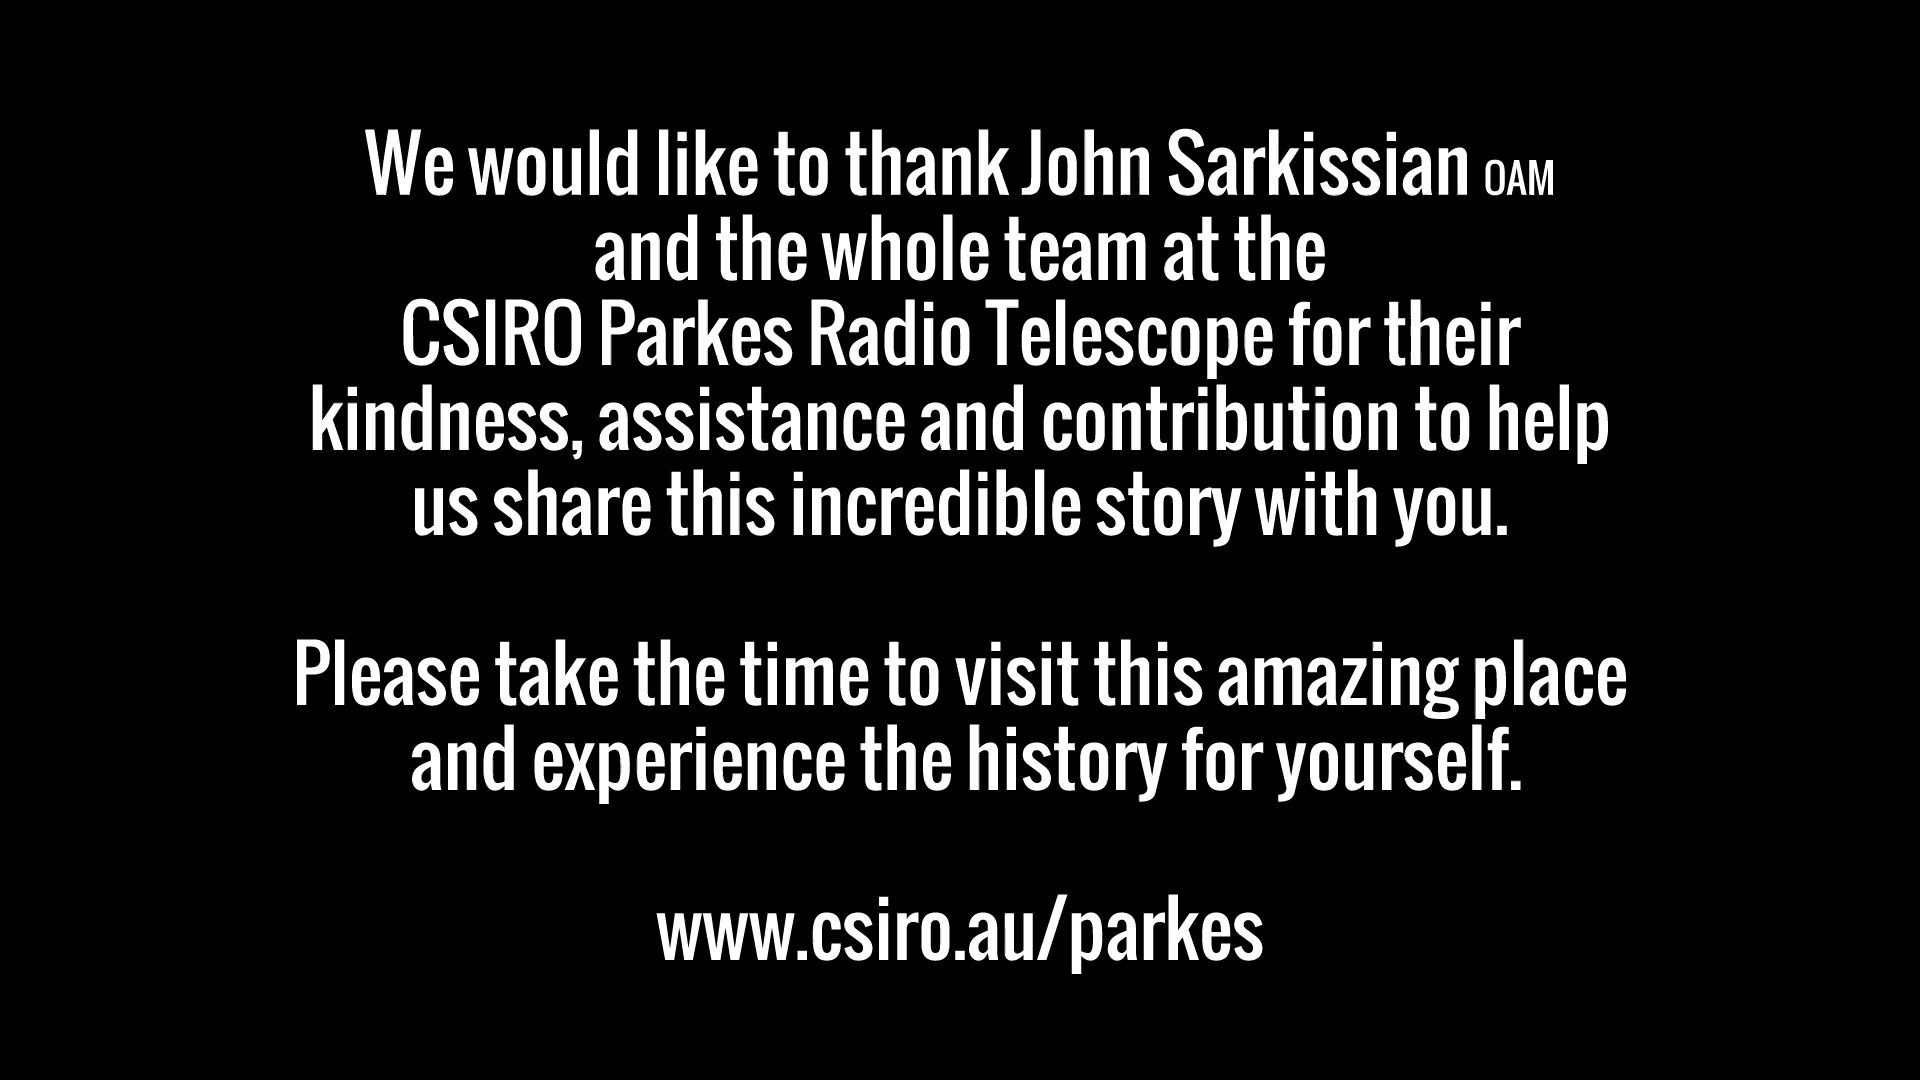 We would like to thank John Sarkissian OAM
and the whole team at the
CSIRO Parkes Radio Telescope for their
kindness, assistance and contribution to help
us share this incredible story with you.
Please take the time to visit this amazing place
and experience the history for yourself.
www.csiro.au/parkes